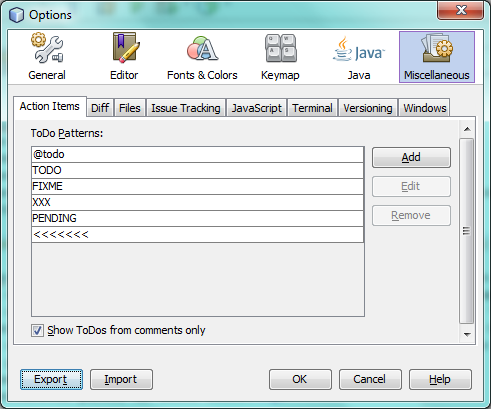 Options
General Editor Fonts & Colors Keymap Java Miscellaneous
Java
Action Items Diff Files Issue Tracking JavaScript Terminal Versioning Windows
ToDo Patterns:
@todo
TODO
FIXME
XXX
PENDING
<<<<<<<
Add
Edit
Remove
Show ToDos from comments only
Export Import OK Cancel Help